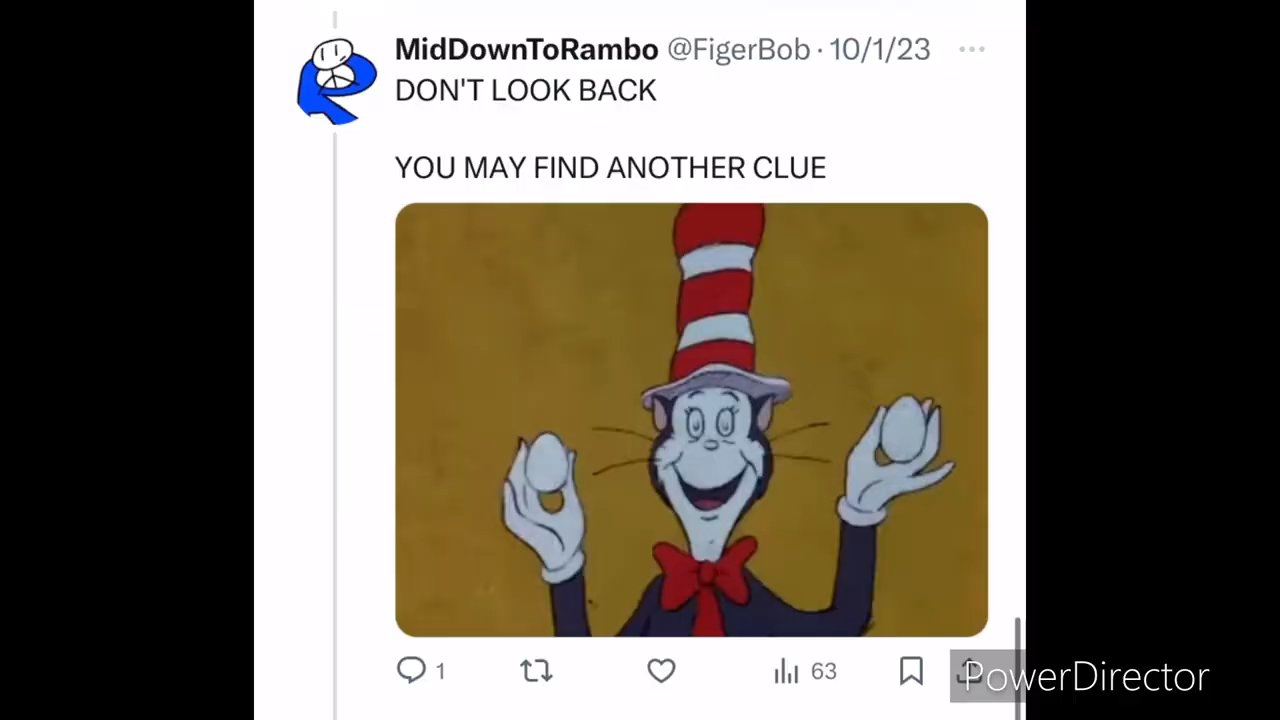 MidDownToRambo @FigerBob · 10/1/23
DON'T LOOK BACK
YOU MAY FIND ANOTHER CLUE
1
63
PowerDirector